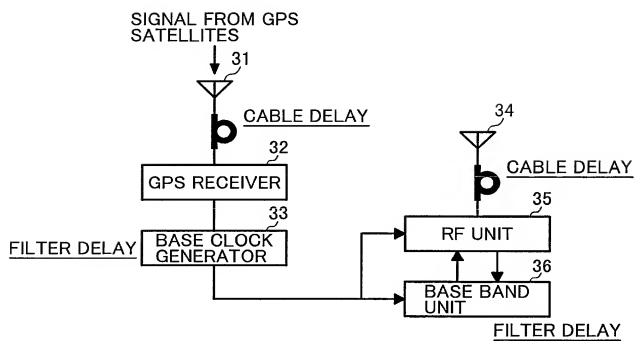 SIGNAL FROM GPS
SATELLITES
31
CABLE DELAY
32
GPS RECEIVER
33
FILTER DELAY
BASE CLOCK
GENERATOR
34
CABLE DELAY
35
RF UNIT
36
BASE BAND
UNIT
FILTER DELAY